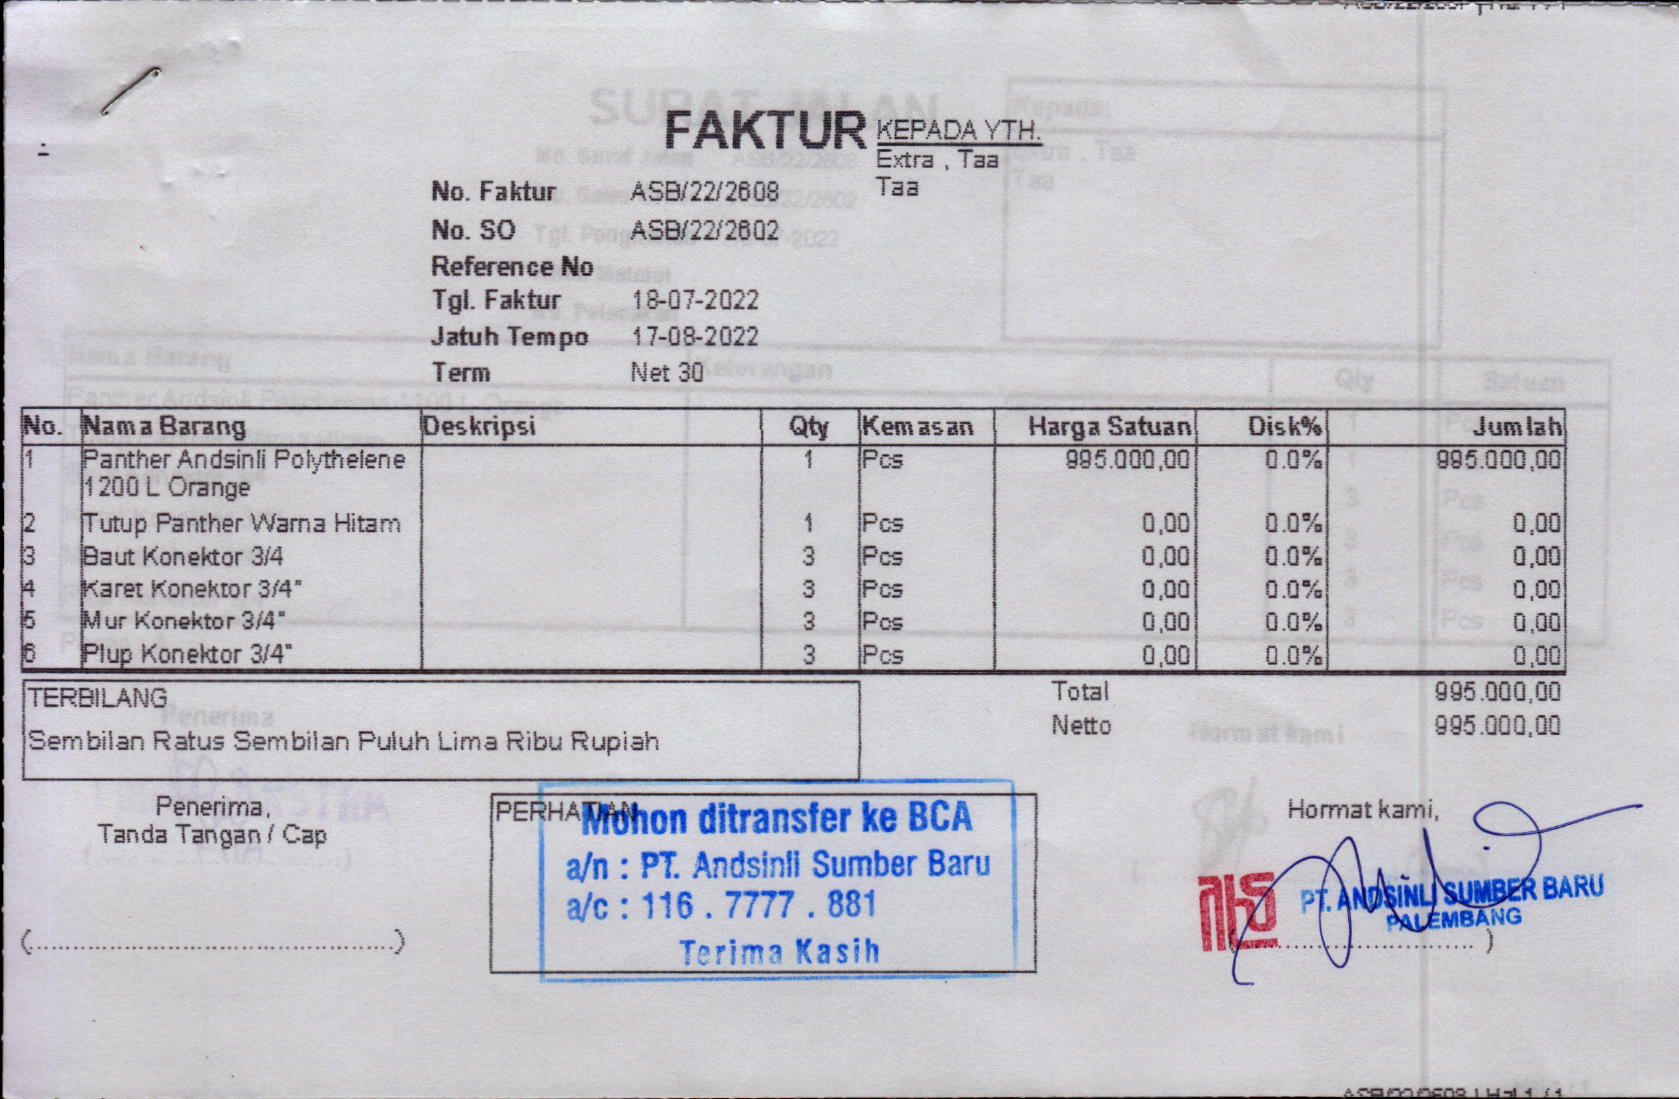 FAKTUR
KEPADA YTH.
Extra , Taa
Taa
No. Faktur ASB/22/2608
No. SO ASB/22/2602
Reference No
Tgl. Faktur 18-07-2022
Jatuh Tempo 17-08-2022
Term Net 30
No. Nama Barang Deskripsi Qty Kemasan Harga Satuan Disk% Jumlah
1 Panther Andsinli Polythelene 1 Pcs 995.000,00 0.0% 995.000,00
1200 L Orange
2 Tutup Panther Warna Hitam 1 Pcs 0,00 0.0% 0,00
3 Baut Konektor 3/4 3 Pcs 0,00 0.0% 0,00
4 Karet Konektor 3/4" 3 Pcs 0,00 0.0% 0,00
5 Mur Konektor 3/4" 3 Pcs 0,00 0.0% 0,00
6 Plup Konektor 3/4" 3 Pcs 0,00 0.0% 0,00
TERBILANG
Sembilan Ratus Sembilan Puluh Lima Ribu Rupiah
Total 995.000,00
Netto 995.000,00
Penerima,
Tanda Tangan / Cap
(..........................................)
PERHATIAN
Mohon ditransfer ke BCA
a/n : PT. Andsinli Sumber Baru
a/c : 116 . 7777 . 881
Terima Kasih
Hormat kami,
PT. ANDSINLI SUMBER BARU
PALEMBANG